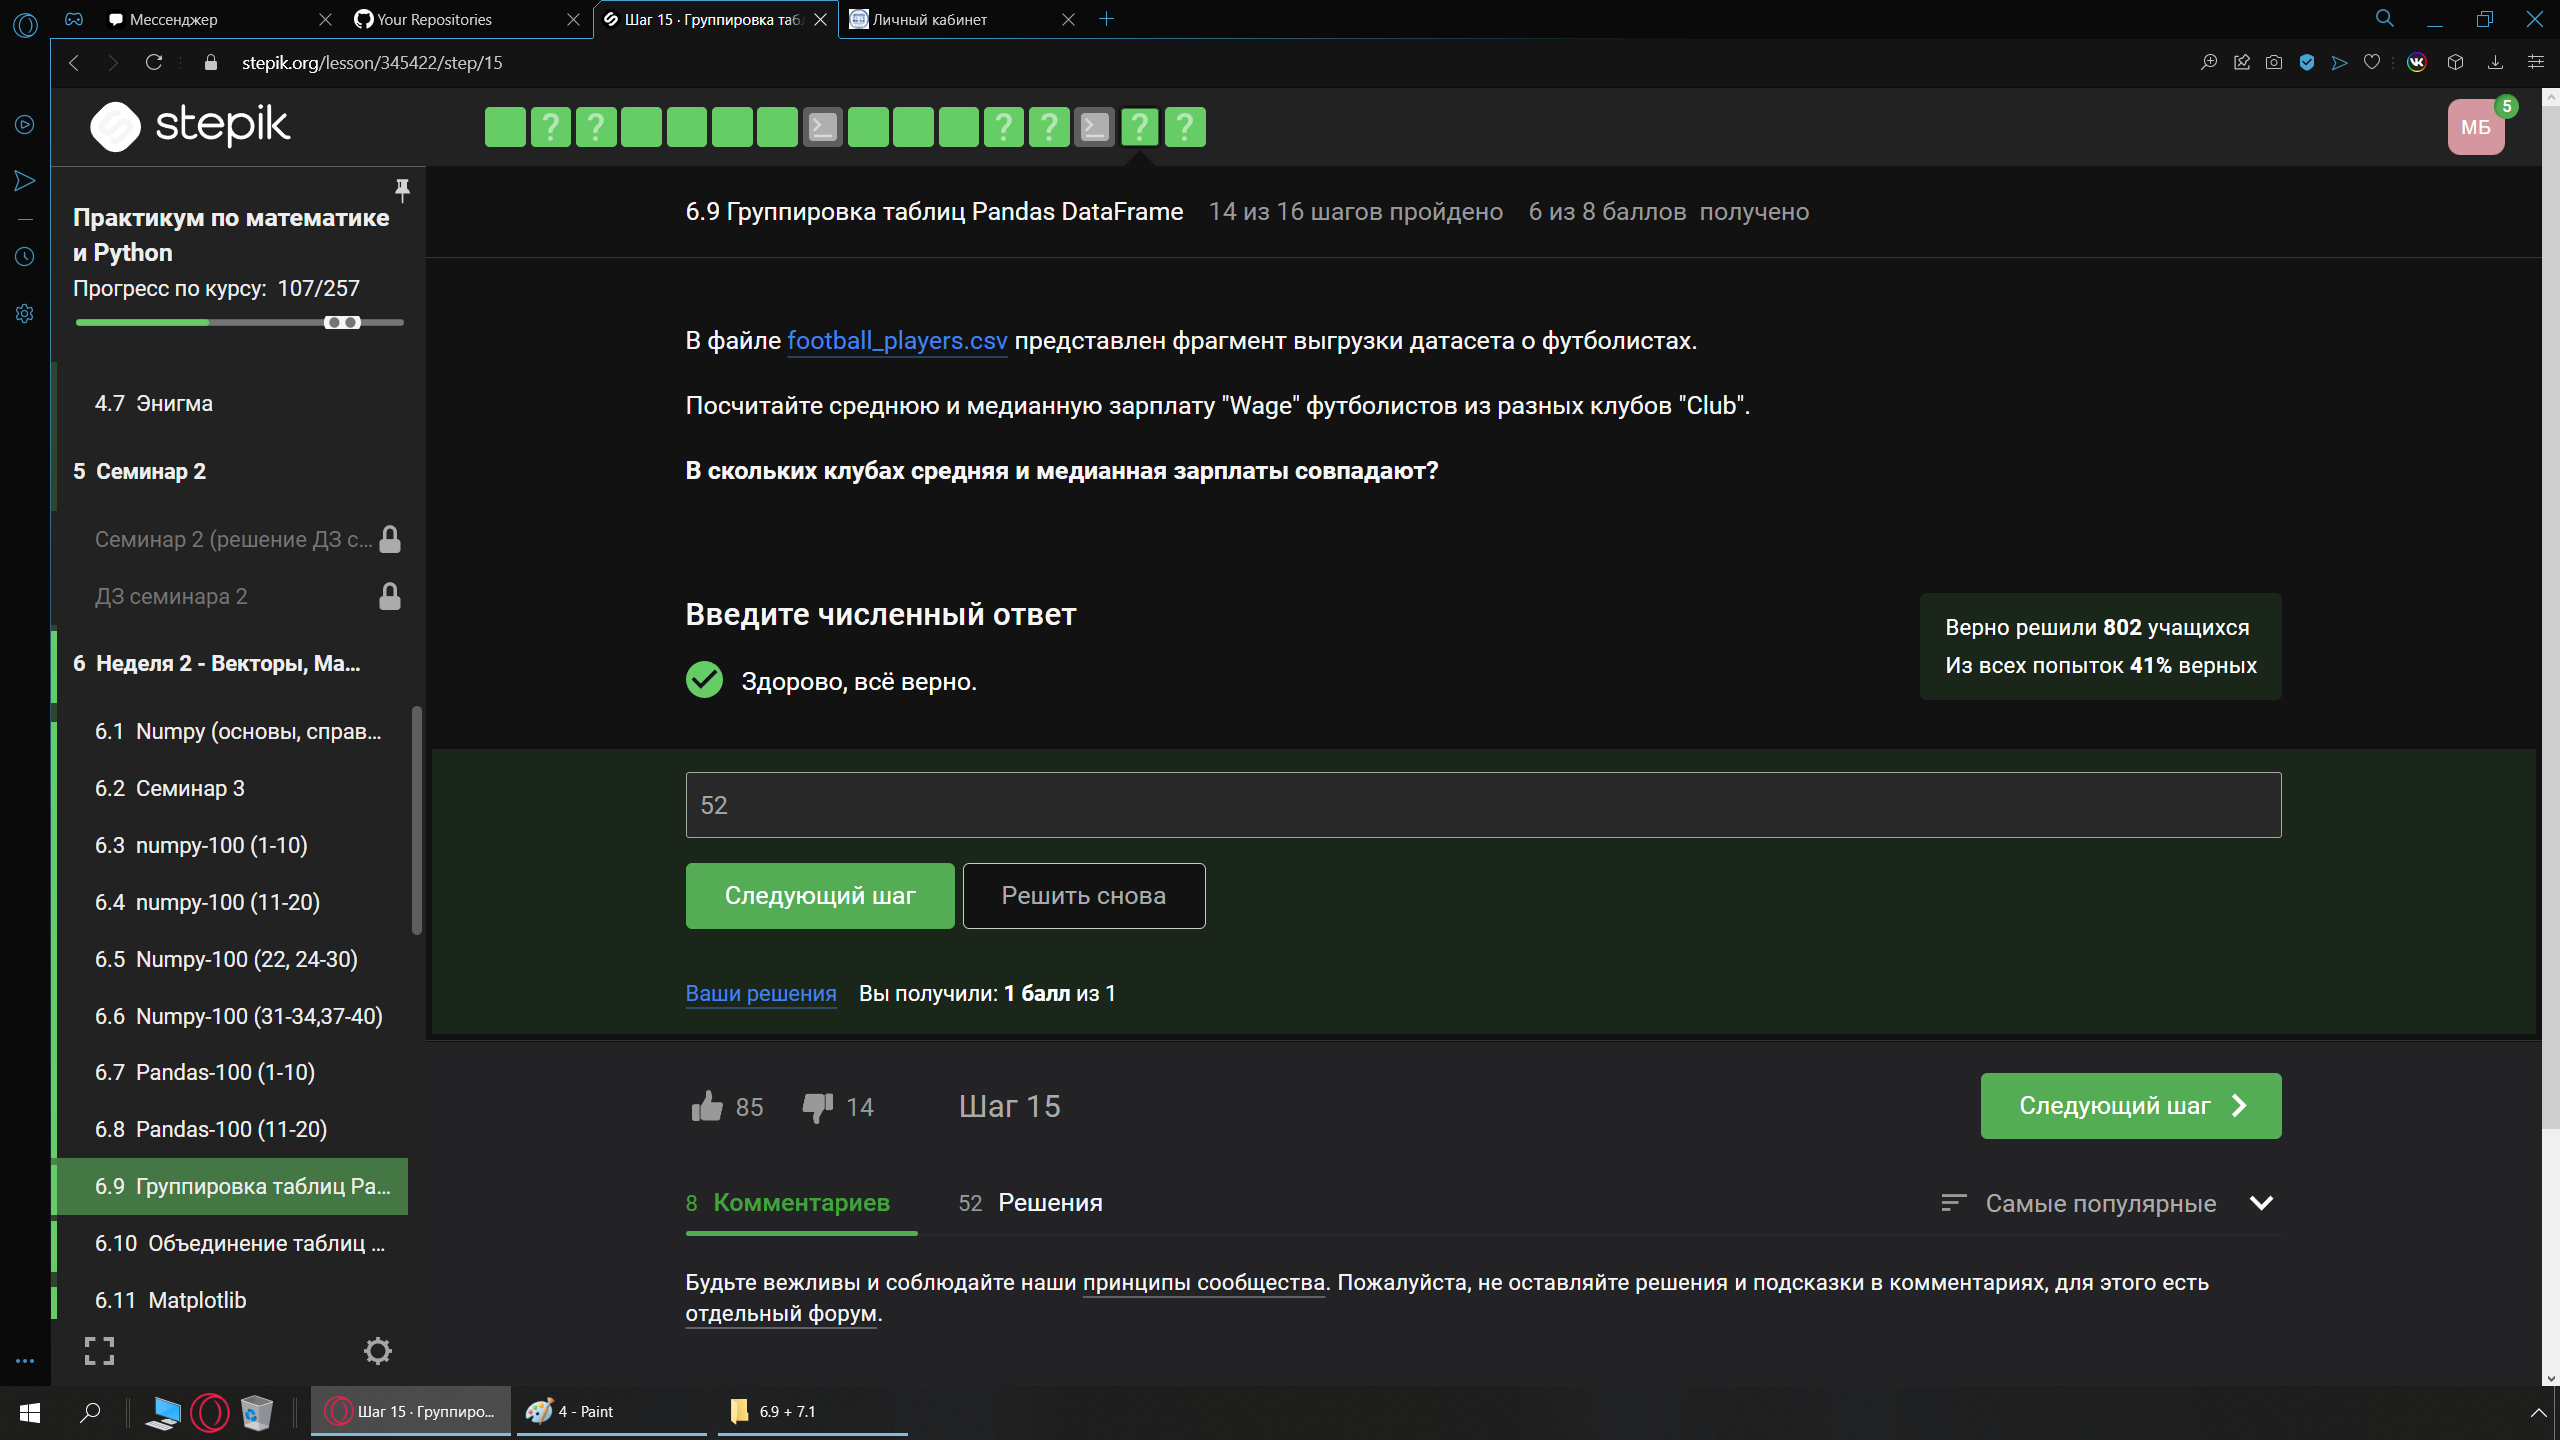 Мессенджер
Your Repositories
Шаг 15 · Группировка таб
Личный кабинет
stepik.org/lesson/345422/step/15
stepik
МБ
5
Практикум по математике
и Python
Прогресс по курсу: 107/257
4.7 Энигма
5 Семинар 2
Семинар 2 (решение ДЗ с...
ДЗ семинара 2
6 Неделя 2 - Векторы, Ма...
6.1 Numpy (основы, справ...
6.2 Семинар 3
6.3 numpy-100 (1-10)
6.4 numpy-100 (11-20)
6.5 Numpy-100 (22, 24-30)
6.6 Numpy-100 (31-34,37-40)
6.7 Pandas-100 (1-10)
6.8 Pandas-100 (11-20)
6.9 Группировка таблиц Pa...
6.10 Объединение таблиц ...
6.11 Matplotlib
6.9 Группировка таблиц Pandas DataFrame 14 из 16 шагов пройдено 6 из 8 баллов получено
В файле football_players.csv представлен фрагмент выгрузки датасета о футболистах.
Посчитайте среднюю и медианную зарплату "Wage" футболистов из разных клубов "Club".
В скольких клубах средняя и медианная зарплаты совпадают?
Введите численный ответ
Здорово, всё верно.
Верно решили 802 учащихся
Из всех попыток 41% верных
52
Следующий шаг
Решить снова
Ваши решения Вы получили: 1 балл из 1
85
14
Шаг 15
Следующий шаг
8 Комментариев
52 Решения
Самые популярные
Будьте вежливы и соблюдайте наши принципы сообщества. Пожалуйста, не оставляйте решения и подсказки в комментариях, для этого есть
отдельный форум.
Шаг 15 · Группиро...
4 - Paint
6.9 + 7.1